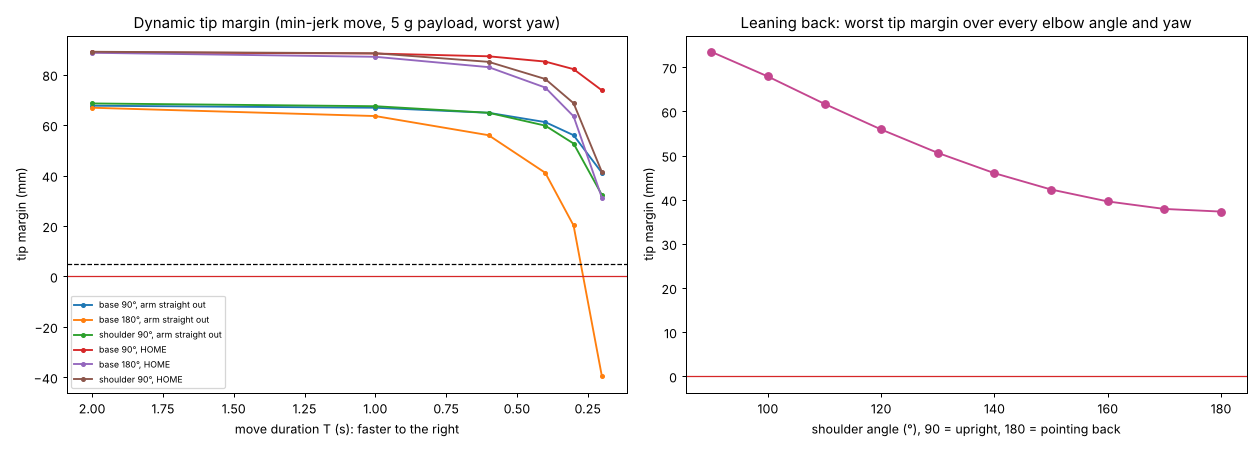 Dynamic tip margin (min-jerk move, 5 g payload, worst yaw)
tip margin (mm)
80
60
40
20
0
−20
−40
base 90°, arm straight out
base 180°, arm straight out
shoulder 90°, arm straight out
base 90°, HOME
base 180°, HOME
shoulder 90°, HOME
2.00 1.75 1.50 1.25 1.00 0.75 0.50 0.25
move duration T (s): faster to the right
Leaning back: worst tip margin over every elbow angle and yaw
tip margin (mm)
70
60
50
40
30
20
10
0
100 120 140 160 180
shoulder angle (°), 90 = upright, 180 = pointing back